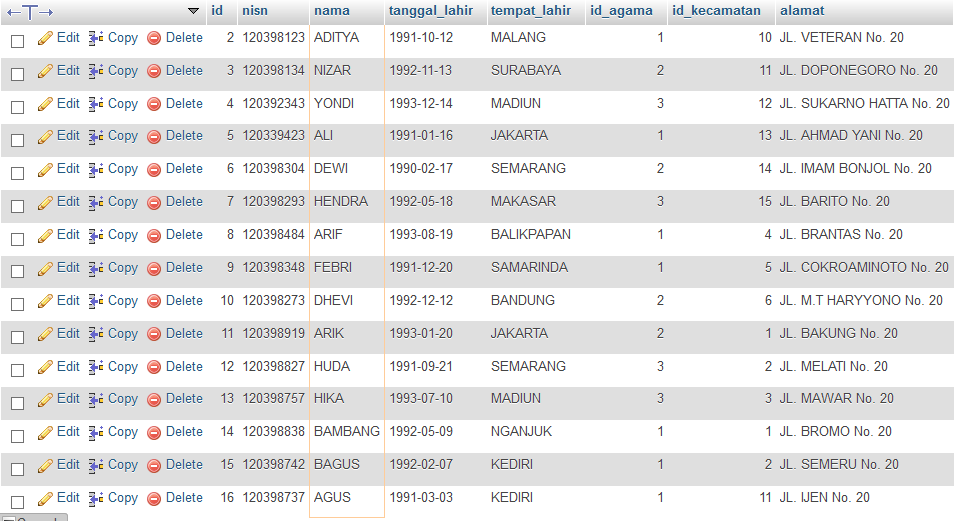 id nisn nama tanggal_lahir tempat_lahir id_agama id_kecamatan alamat
Edit Copy Delete 2 120398123 ADITYA 1991-10-12 MALANG 1 10 JL. VETERAN No. 20
Edit Copy Delete 3 120398134 NIZAR 1992-11-13 SURABAYA 2 11 JL. DOPONEGORO No. 20
Edit Copy Delete 4 120392343 YONDI 1993-12-14 MADIUN 3 12 JL. SUKARNO HATTA No. 20
Edit Copy Delete 5 120339423 ALI 1991-01-16 JAKARTA 1 13 JL. AHMAD YANI No. 20
Edit Copy Delete 6 120398304 DEWI 1990-02-17 SEMARANG 2 14 JL. IMAM BONJOL No. 20
Edit Copy Delete 7 120398293 HENDRA 1992-05-18 MAKASAR 3 15 JL. BARITO No. 20
Edit Copy Delete 8 120398484 ARIF 1993-08-19 BALIKPAPAN 1 4 JL. BRANTAS No. 20
Edit Copy Delete 9 120398348 FEBRI 1991-12-20 SAMARINDA 1 5 JL. COKROAMINOTO No. 20
Edit Copy Delete 10 120398273 DHEVI 1992-12-12 BANDUNG 2 6 JL. M.T HARYYONO No. 20
Edit Copy Delete 11 120398919 ARIK 1993-01-20 JAKARTA 2 1 JL. BAKUNG No. 20
Edit Copy Delete 12 120398827 HUDA 1991-09-21 SEMARANG 3 2 JL. MELATI No. 20
Edit Copy Delete 13 120398757 HIKA 1993-07-10 MADIUN 3 3 JL. MAWAR No. 20
Edit Copy Delete 14 120398838 BAMBANG 1992-05-09 NGANJUK 1 1 JL. BROMO No. 20
Edit Copy Delete 15 120398742 BAGUS 1992-02-07 KEDIRI 1 2 JL. SEMERU No. 20
Edit Copy Delete 16 120398737 AGUS 1991-03-03 KEDIRI 1 11 JL. IJEN No. 20